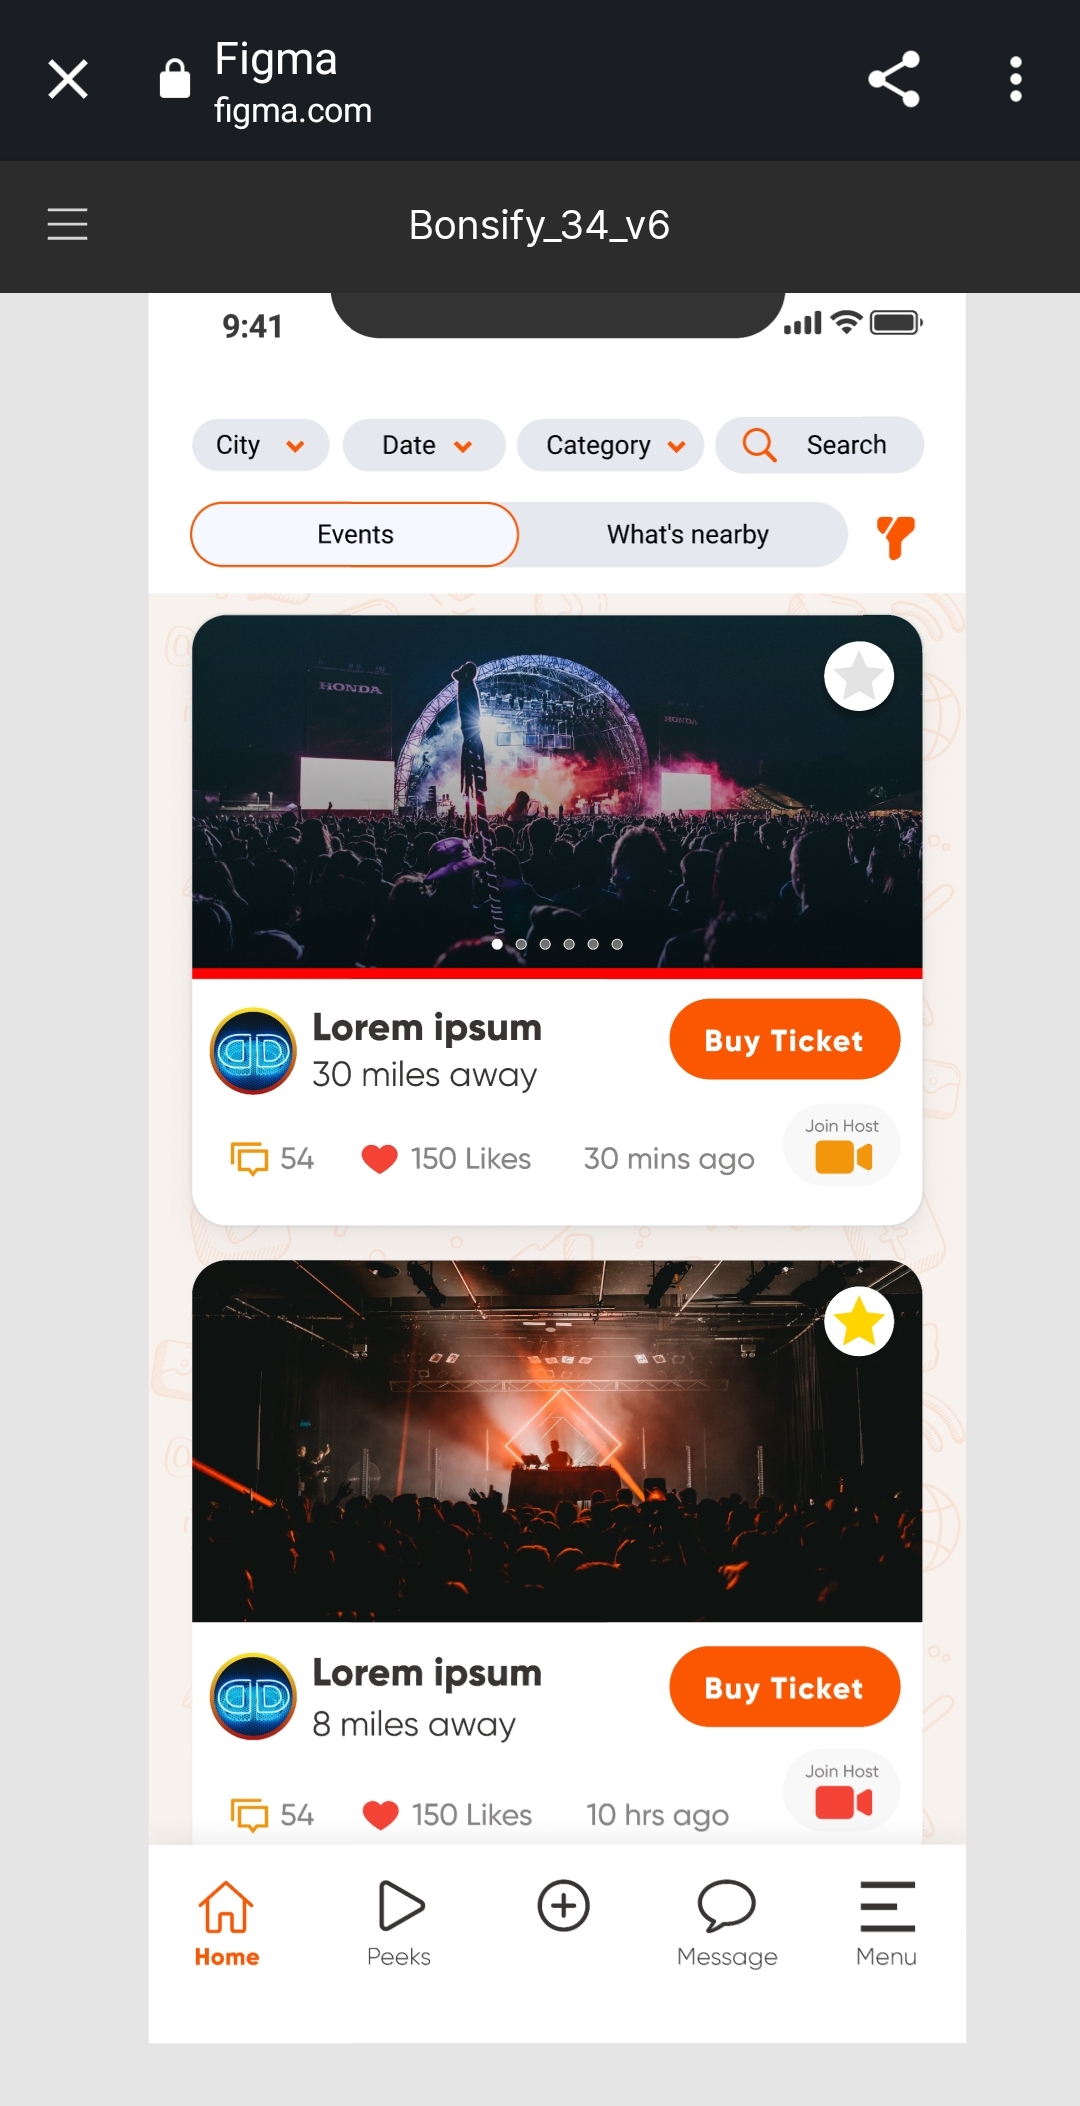 Figma
figma.com
Bonsify_34_v6
9:41
City
Date
Category
Search
Events
What's nearby
HONDA
HONDA
Lorem ipsum
30 miles away
Buy Ticket
54
150 Likes
30 mins ago
Join Host
Lorem ipsum
8 miles away
Buy Ticket
54
150 Likes
10 hrs ago
Join Host
Home
Peeks
Message
Menu